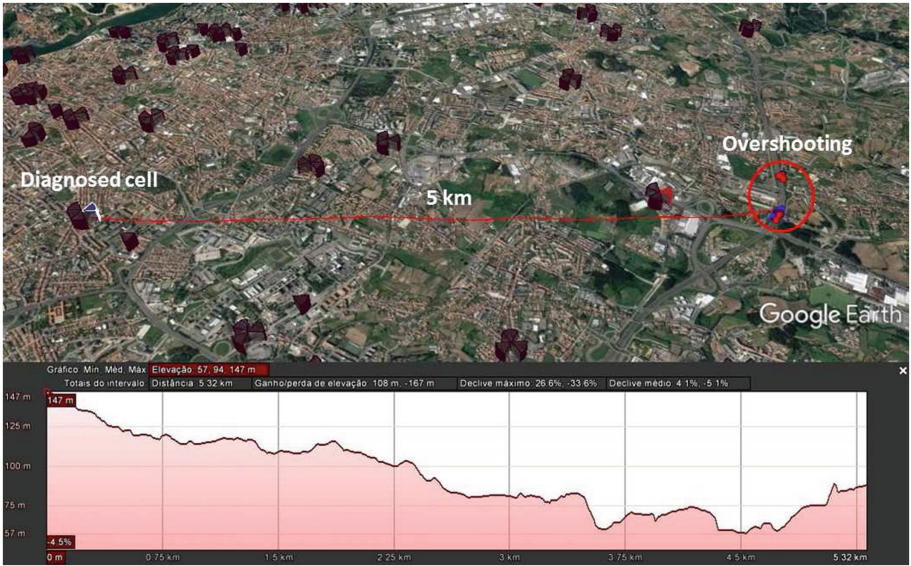 Overshooting
Diagnosed cell
5 km
Google Earth
Gráfico Mín, Méd, Máx Elevação 57, 94, 147 m
Totais do intervalo Distância 5.32 km Ganho/perda de elevação 108 m, -167 m Declive máximo 26.6%, -33.6% Declive médio 4.1%, -5.1%
147 m
147 m
125 m
100 m
75 m
57 m
-4.5%
0 m 0.75 km 1.5 km 2.25 km 3 km 3.75 km 4.5 km 5.32 km